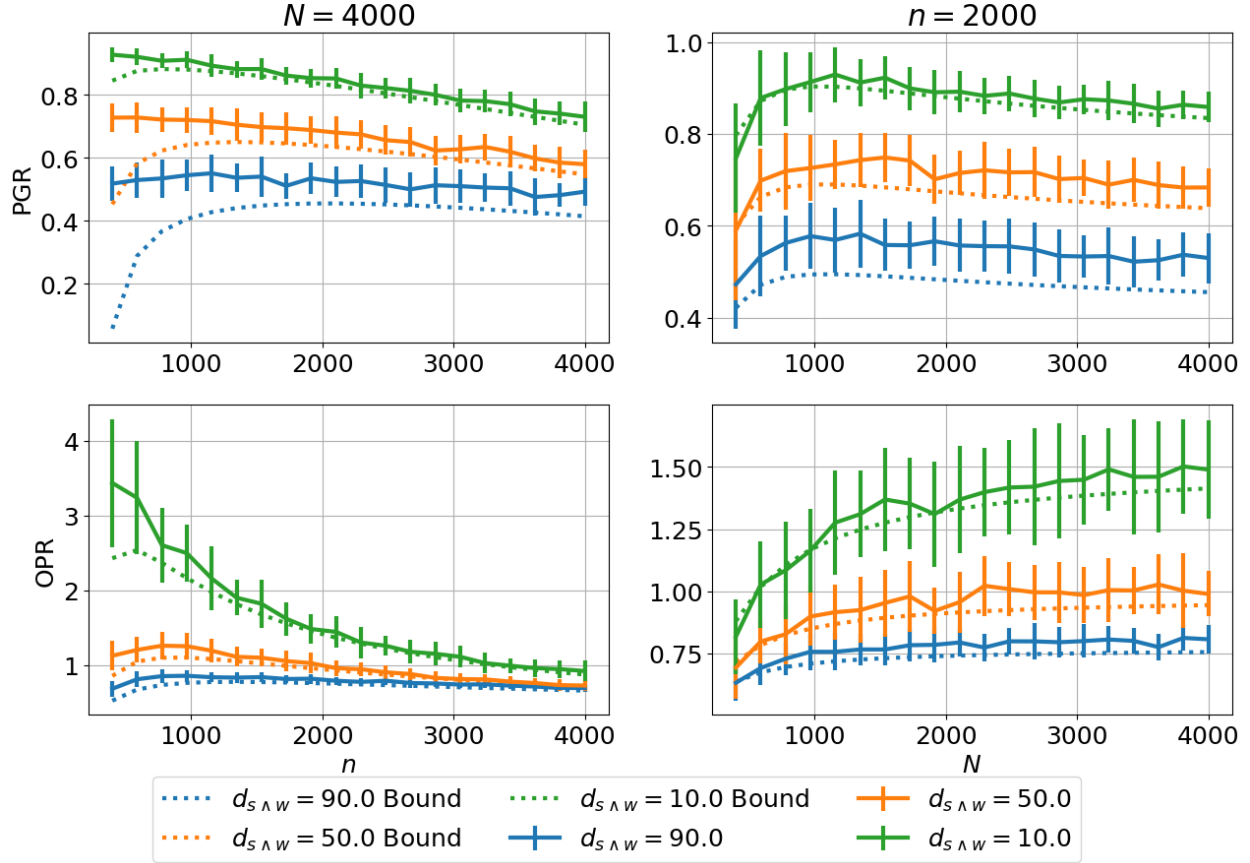 N = 4000
n = 2000
PGR
0.8
0.6
0.4
0.2
1000 2000 3000 4000
1.0
0.8
0.6
0.4
1000 2000 3000 4000
OPR
4
3
2
1
1000 2000 3000 4000
n
1.50
1.25
1.00
0.75
1000 2000 3000 4000
N
d_{s∧w} = 90.0 Bound
d_{s∧w} = 10.0 Bound
d_{s∧w} = 50.0
d_{s∧w} = 50.0 Bound
d_{s∧w} = 90.0
d_{s∧w} = 10.0